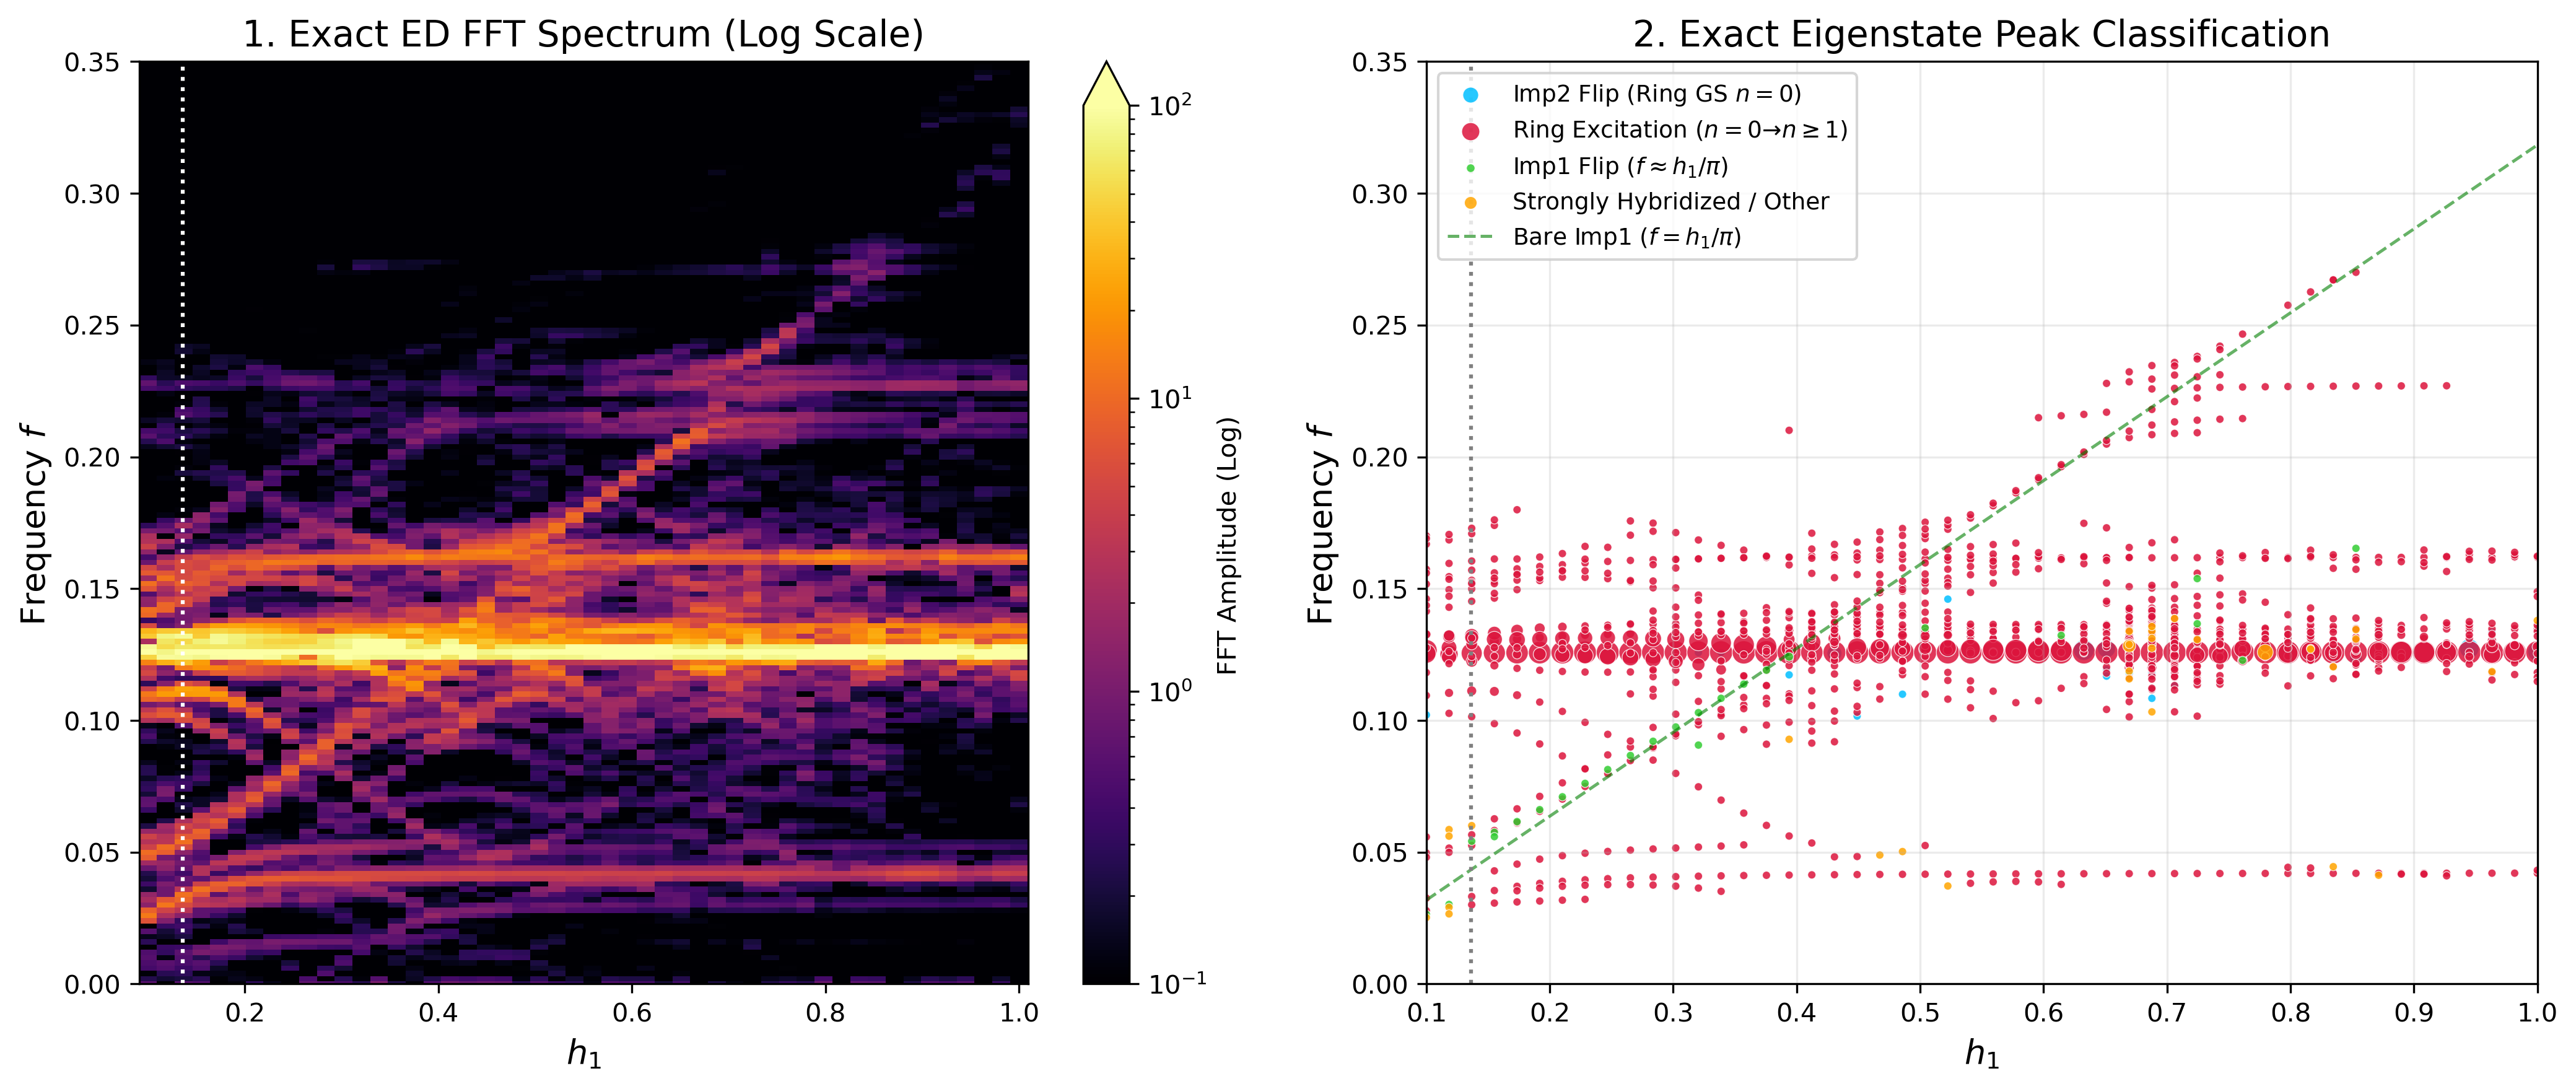 1. Exact ED FFT Spectrum (Log Scale)
Frequency f
0.35
0.30
0.25
0.20
0.15
0.10
0.05
0.00
0.2
0.4
0.6
0.8
1.0
h₁
10²
10¹
10⁰
10⁻¹
FFT Amplitude (Log)
2. Exact Eigenstate Peak Classification
Frequency f
0.35
0.30
0.25
0.20
0.15
0.10
0.05
0.00
Imp2 Flip (Ring GS n = 0)
Ring Excitation (n = 0→n ≥ 1)
Imp1 Flip (f ≈ h₁/π)
Strongly Hybridized / Other
Bare Imp1 (f = h₁/π)
0.1
0.2
0.3
0.4
0.5
0.6
0.7
0.8
0.9
1.0
h₁